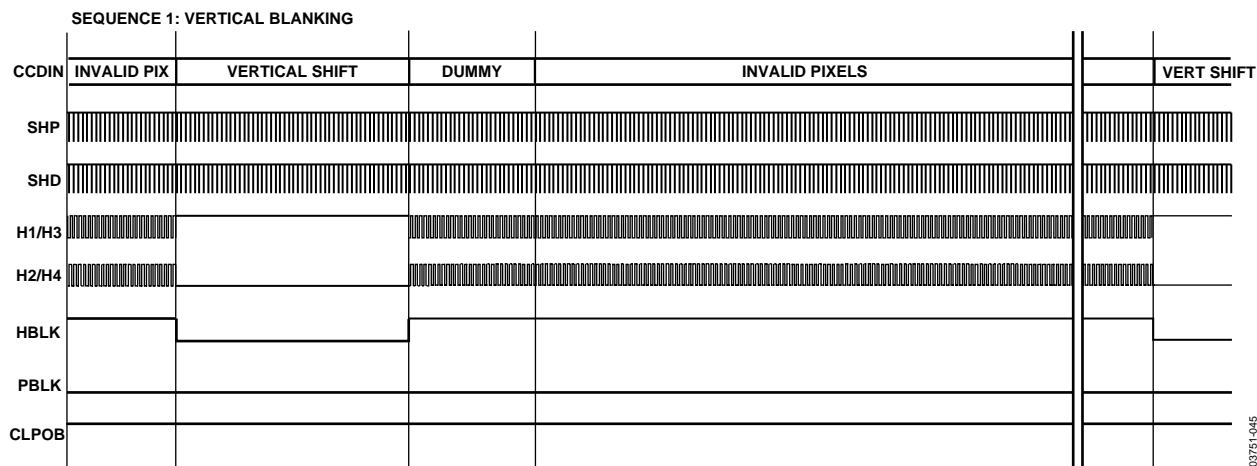 SEQUENCE 1: VERTICAL BLANKING
CCDIN INVALID PIX VERTICAL SHIFT DUMMY INVALID PIXELS VERT SHIFT
SHP
SHD
H1/H3
H2/H4
HBLK
PBLK
CLPOB
03751-045